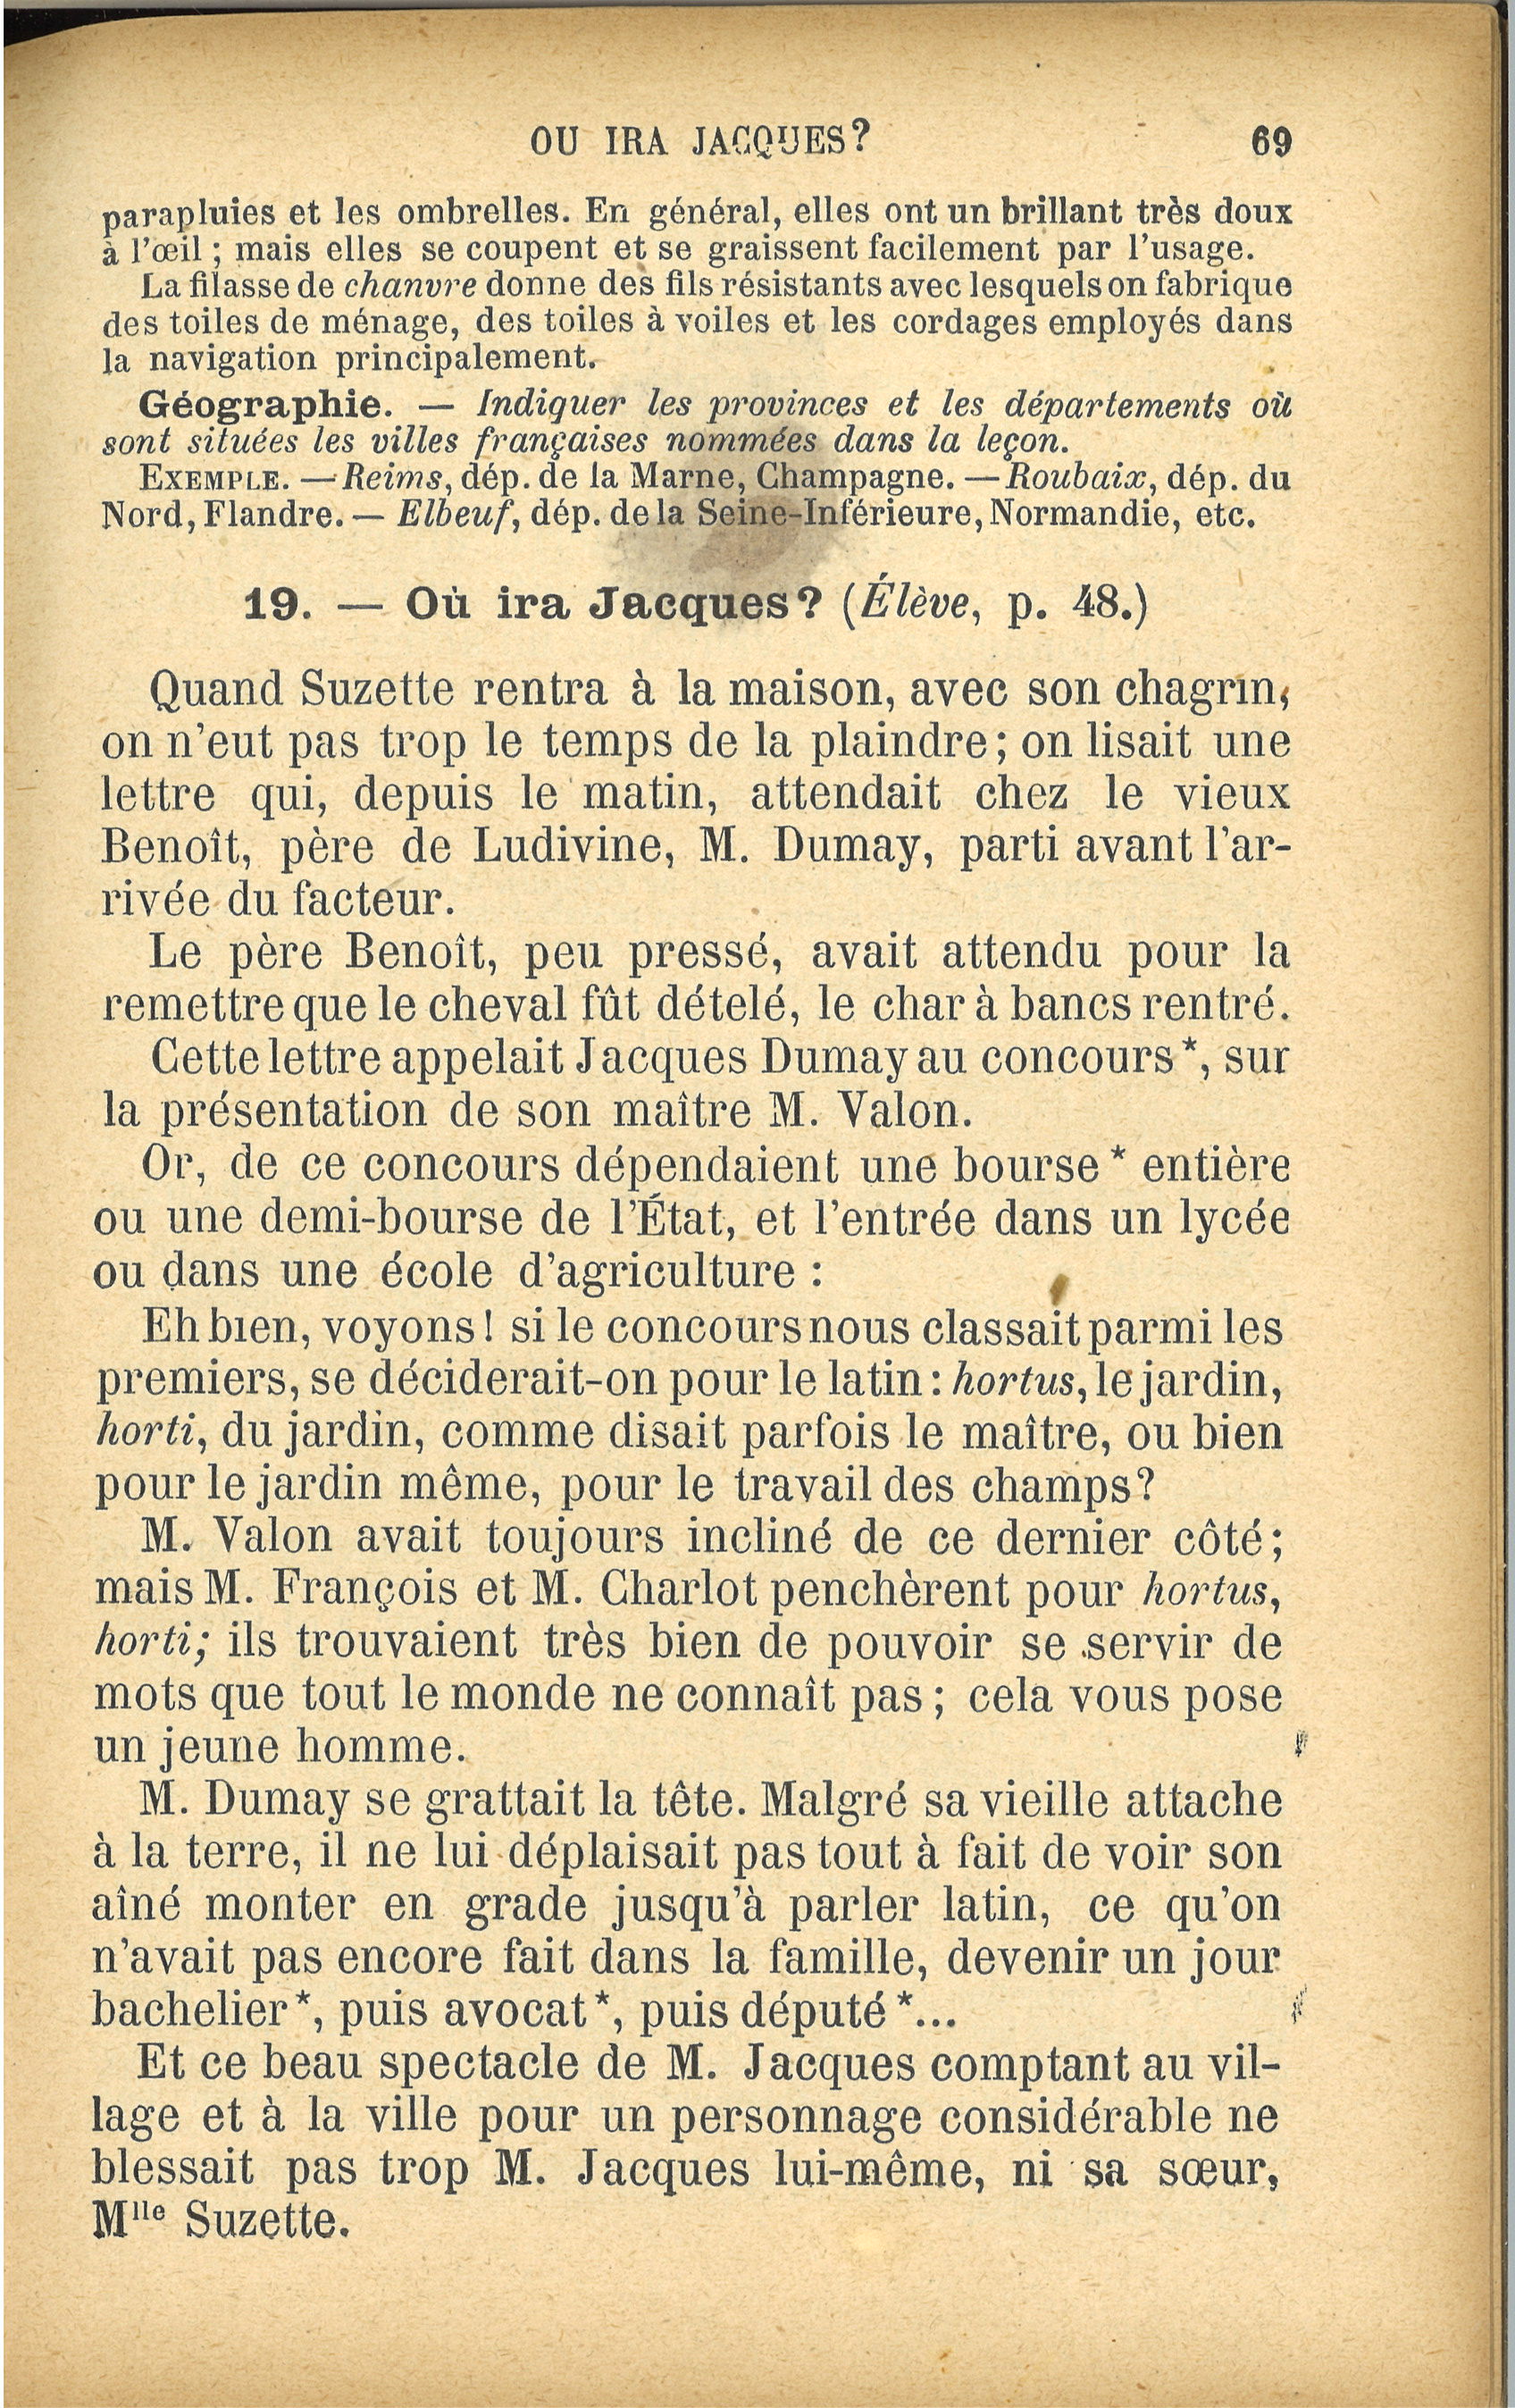 OU IRA JACQUES? 69
parapluies et les ombrelles. En général, elles ont un brillant très doux
à l'œil ; mais elles se coupent et se graissent facilement par l'usage.
La filasse de chanvre donne des fils résistants avec lesquels on fabrique
des toiles de ménage, des toiles à voiles et les cordages employés dans
la navigation principalement.
Géographie. — Indiquer les provinces et les départements où
sont situées les villes françaises nommées dans la leçon.
EXEMPLE. — Reims, dép. de la Marne, Champagne. — Roubaix, dép. du
Nord, Flandre. — Elbeuf, dép. de la Seine-Inférieure, Normandie, etc.
19. — Où ira Jacques? (Élève, p. 48.)
Quand Suzette rentra à la maison, avec son chagrin,
on n'eut pas trop le temps de la plaindre; on lisait une
lettre qui, depuis le matin, attendait chez le vieux
Benoît, père de Ludivine, M. Dumay, parti avant l'ar-
rivée du facteur.
Le père Benoît, peu pressé, avait attendu pour la
remettre que le cheval fût dételé, le char à bancs rentré.
Cette lettre appelait Jacques Dumay au concours*, sur
la présentation de son maître M. Valon.
Or, de ce concours dépendaient une bourse* entière
ou une demi-bourse de l'État, et l'entrée dans un lycée
ou dans une école d'agriculture :
Eh bien, voyons! si le concours nous classait parmi les
premiers, se déciderait-on pour le latin : hortus, le jardin,
horti, du jardin, comme disait parfois le maître, ou bien
pour le jardin même, pour le travail des champs?
M. Valon avait toujours incliné de ce dernier côté;
mais M. François et M. Charlot penchèrent pour hortus,
horti; ils trouvaient très bien de pouvoir se servir de
mots que tout le monde ne connaît pas; cela vous pose
un jeune homme.
M. Dumay se grattait la tête. Malgré sa vieille attache
à la terre, il ne lui déplaisait pas tout à fait de voir son
aîné monter en grade jusqu'à parler latin, ce qu'on
n'avait pas encore fait dans la famille, devenir un jour
bachelier*, puis avocat*, puis député*...
Et ce beau spectacle de M. Jacques comptant au vil-
lage et à la ville pour un personnage considérable ne
blessait pas trop M. Jacques lui-même, ni sa sœur,
Mlle Suzette.